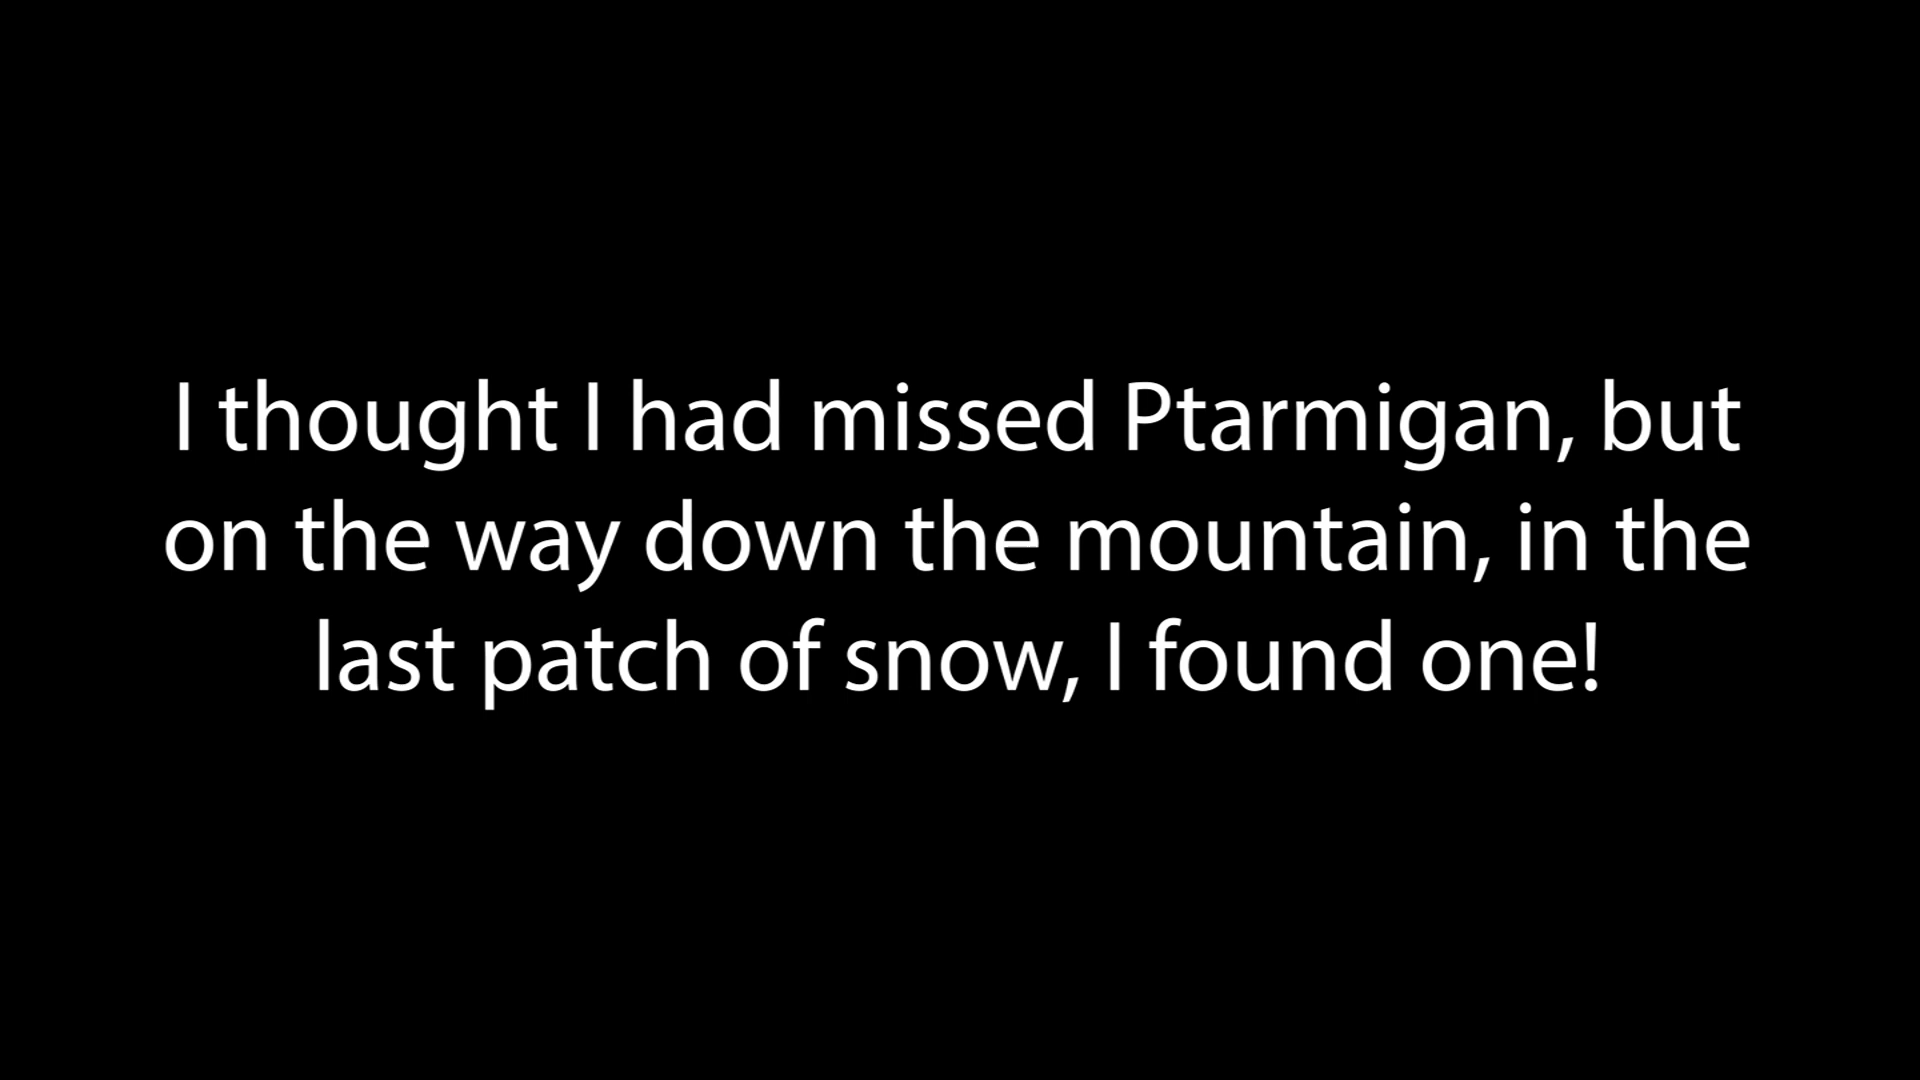 I thought I had missed Ptarmigan, but
on the way down the mountain, in the
last patch of snow, I found one!